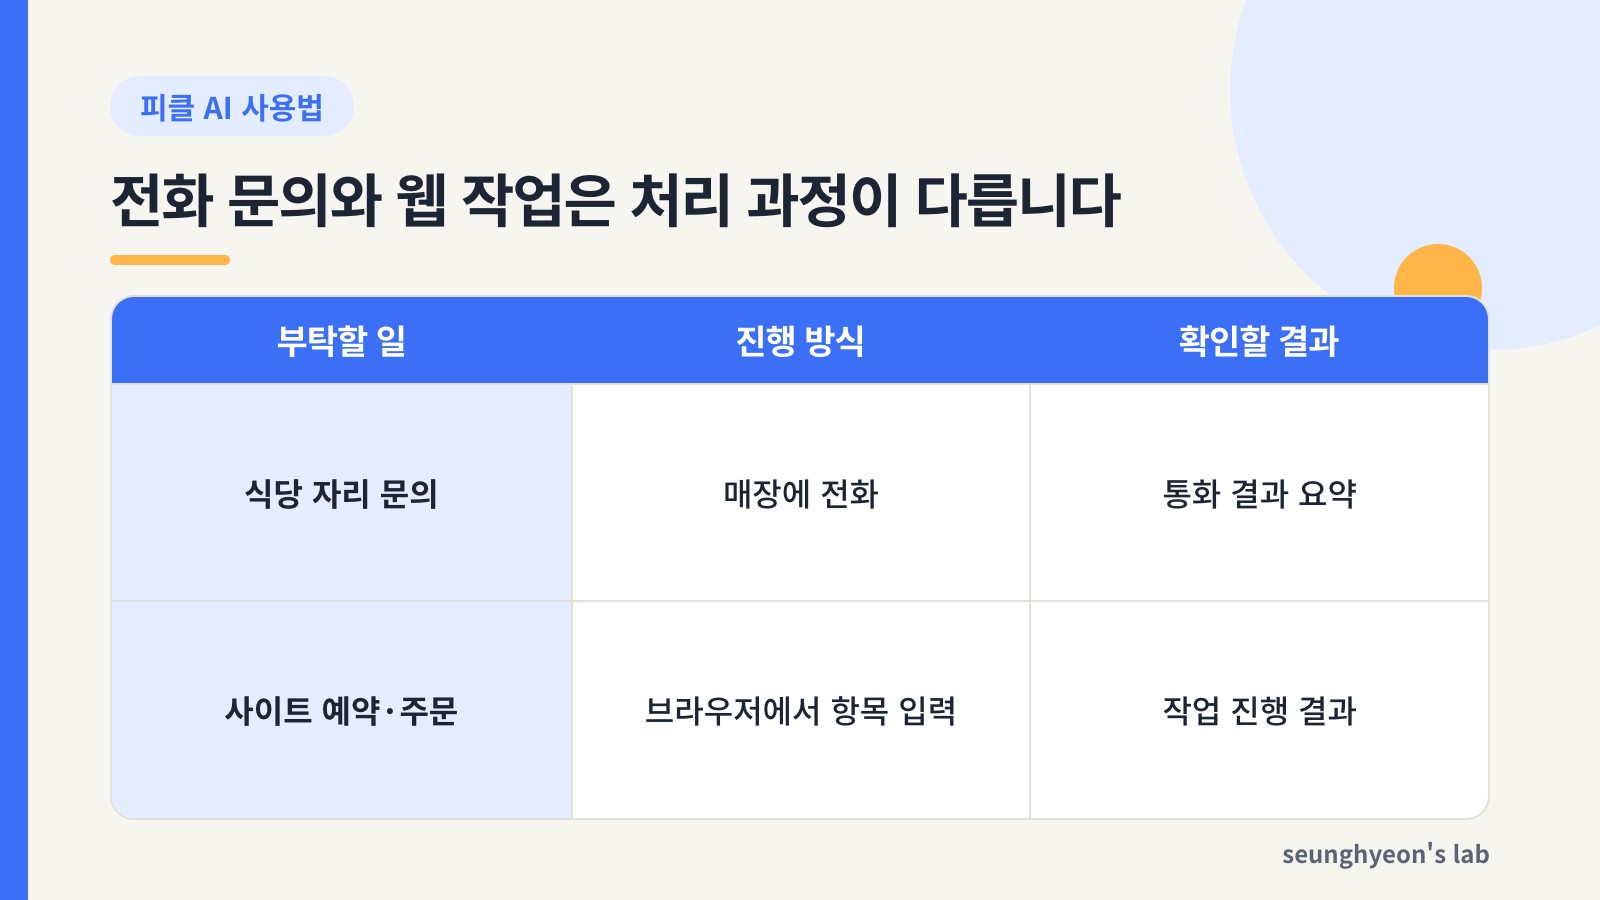 피클 AI 사용법
전화 문의와 웹 작업은 처리 과정이 다릅니다
부탁할 일
진행 방식
확인할 결과
식당 자리 문의
매장에 전화
통화 결과 요약
사이트 예약·주문
브라우저에서 항목 입력
작업 진행 결과
seunghyeon's lab